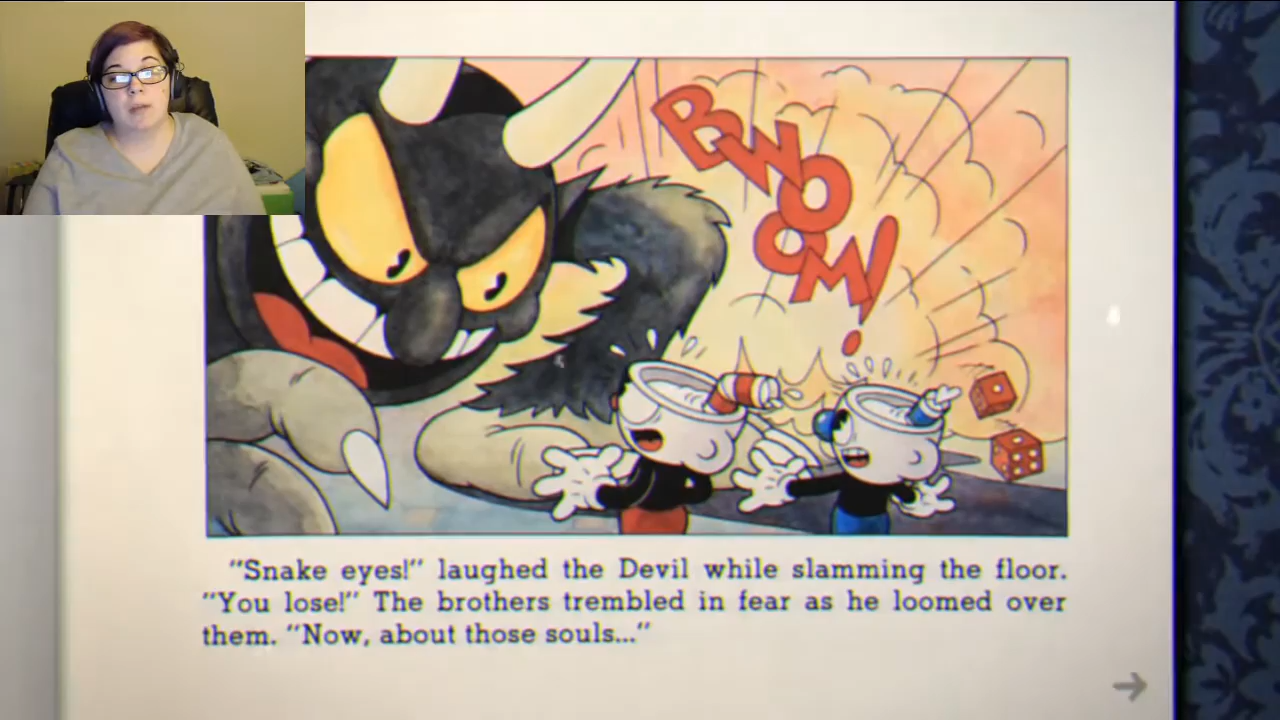 BWOOM!
"Snake eyes!" laughed the Devil while slamming the floor.
"You lose!" The brothers trembled in fear as he loomed over
them. "Now, about those souls..."